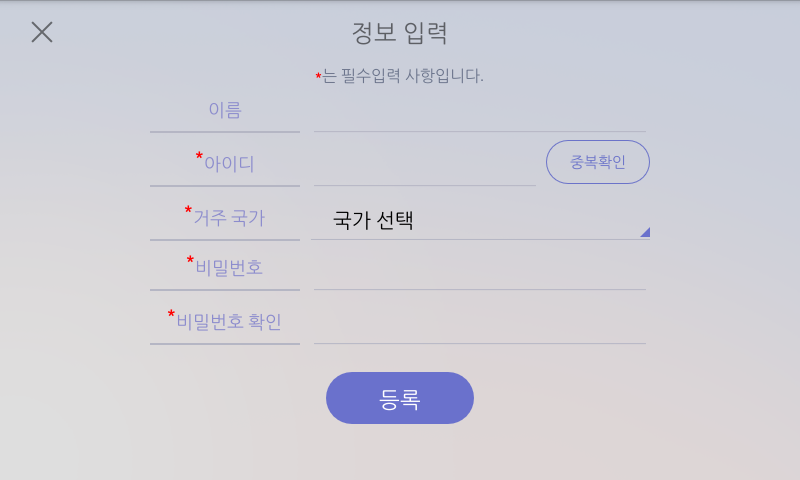 정보 입력
*는 필수입력 사항입니다.
이름
*아이디
중복확인
*거주 국가
국가 선택
*비밀번호
*비밀번호 확인
등록